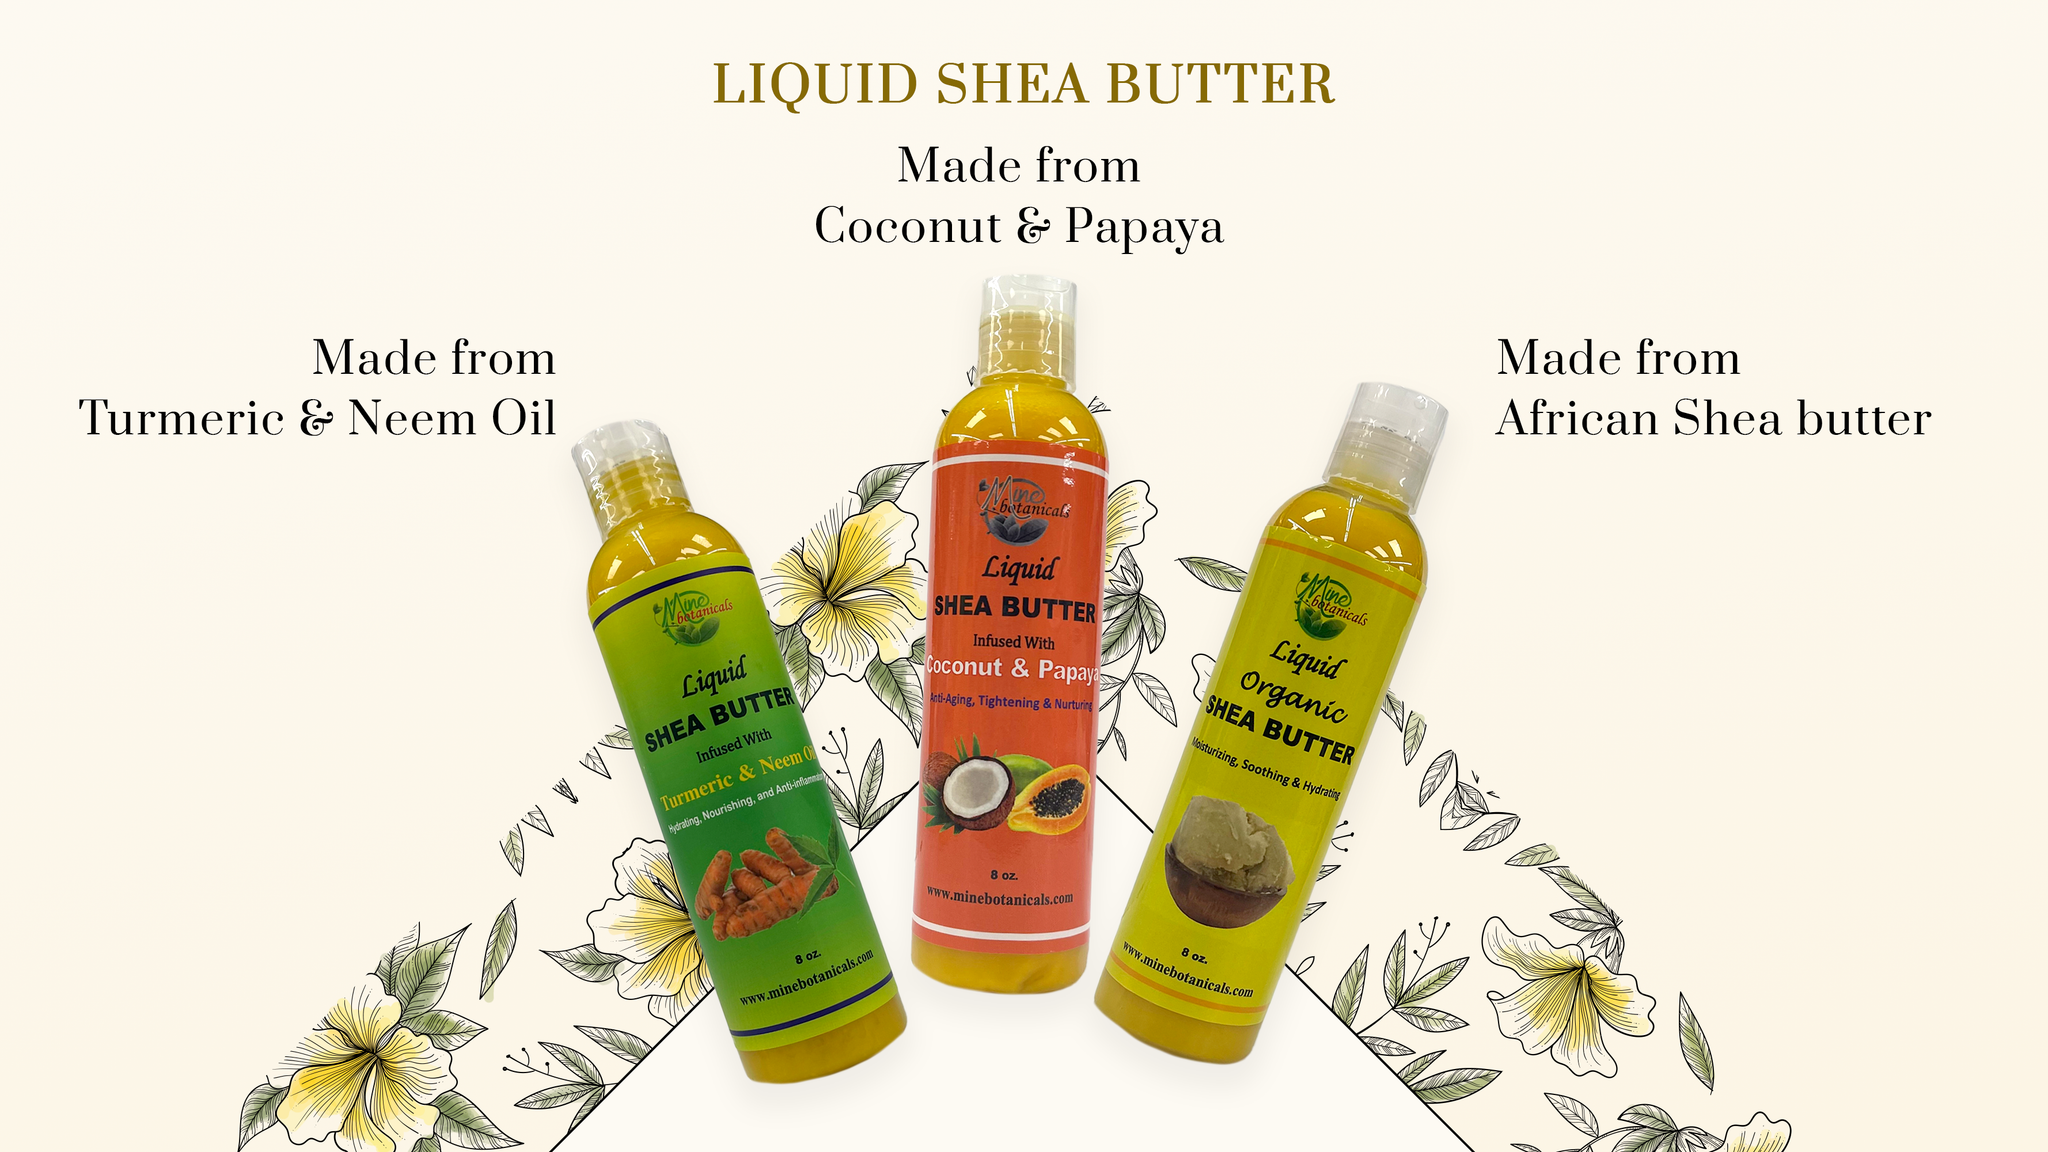 LIQUID SHEA BUTTER
Made from
Coconut & Papaya
Made from
Turmeric & Neem Oil
Made from
African Shea butter
Mine
botanicals
Liquid
SHEA BUTTER
Infused With
Turmeric & Neem
Hydrating, Nourishing, and
8 oz.
www.minebotanicals.com
Mine
botanicals
Liquid
SHEA BUTTER
Infused With
Coconut & Papaya
Anti-Aging, Tightening & Nurturing
8 oz.
www.minebotanicals.com
Mine
botanicals
Liquid
Organic
SHEA BUTTER
Moisturizing, Soothing & Hydrating
8 oz.
www.minebotanicals.com